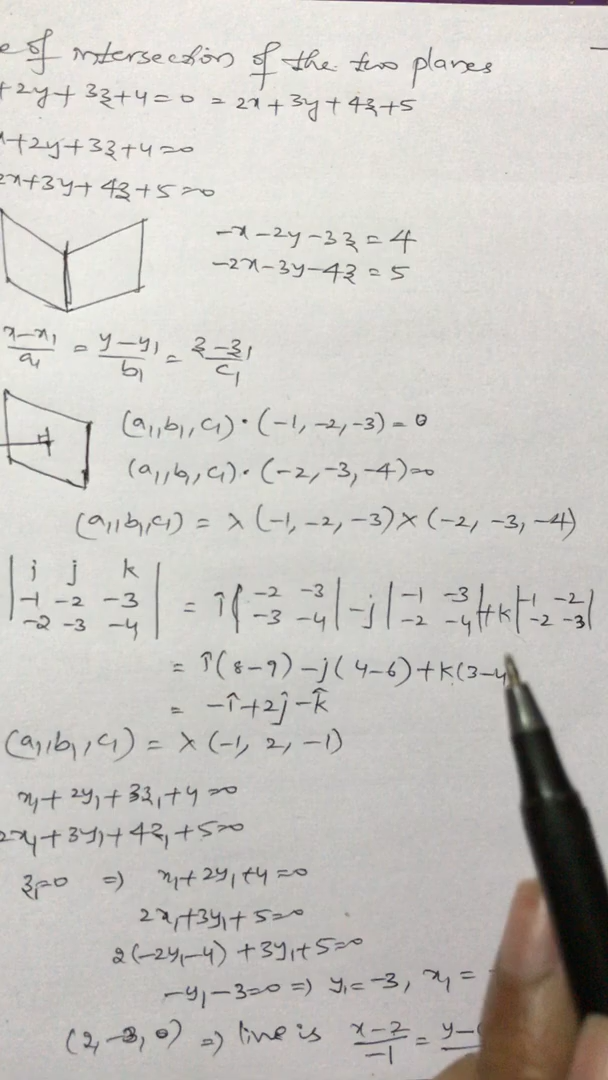 e of intersection of the two planes
+2y+3z+4=0 = 2x+3y+4z+5
x+2y+3z+4=0
2x+3y+4z+5=0
-x-2y-3z=4
-2x-3y-4z=5
(x-x₁)/a₁ = (y-y₁)/b₁ = (z-z₁)/c₁
(a₁,b₁,c₁)·(-1,-2,-3)=0
(a₁,b₁,c₁)·(-2,-3,-4)=0
(a₁,b₁,c₁) = λ(-1,-2,-3)×(-2,-3,-4)
|i j k; -1 -2 -3; -2 -3 -4| = î|-2 -3; -3 -4| -j|-1 -3; -2 -4| +k|-1 -2; -2 -3|
= î(8-9)-j(4-6)+k(3-4
= -î+2ĵ-k̂
(a₁,b₁,c₁) = λ(-1, 2, -1)
x₁+2y₁+3z₁+4=0
2x₁+3y₁+4z₁+5=0
z₁=0 ⇒ x₁+2y₁+4=0
2x₁+3y₁+5=0
2(-2y₁-4)+3y₁+5=0
-y₁-3=0 ⇒ y₁=-3, x₁=
(2,-3,0) ⇒ line is (x-2)/-1 = y-